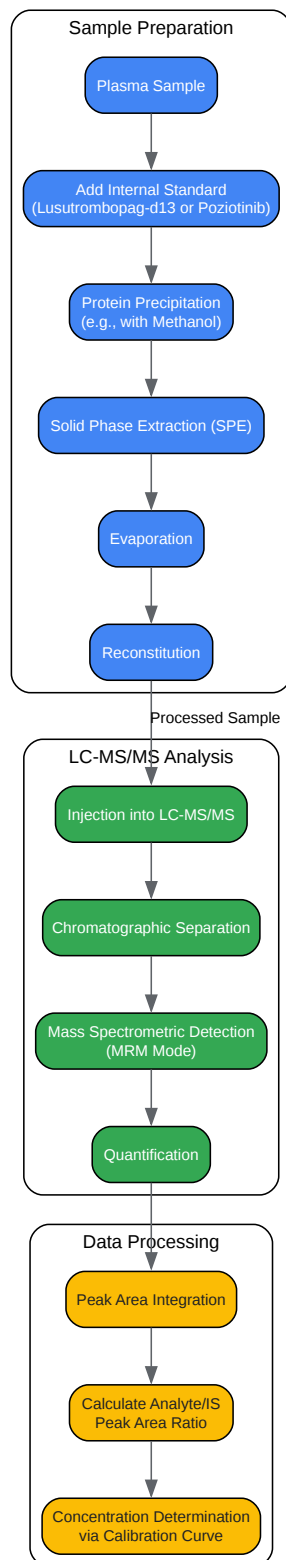 Sample Preparation
Plasma Sample
Add Internal Standard
(Lusutrombopag-d13 or Poziotinib)
Protein Precipitation
(e.g., with Methanol)
Solid Phase Extraction (SPE)
Evaporation
Reconstitution
Processed Sample
LC-MS/MS Analysis
Injection into LC-MS/MS
Chromatographic Separation
Mass Spectrometric Detection
(MRM Mode)
Quantification
Data Processing
Peak Area Integration
Calculate Analyte/IS
Peak Area Ratio
Concentration Determination
via Calibration Curve